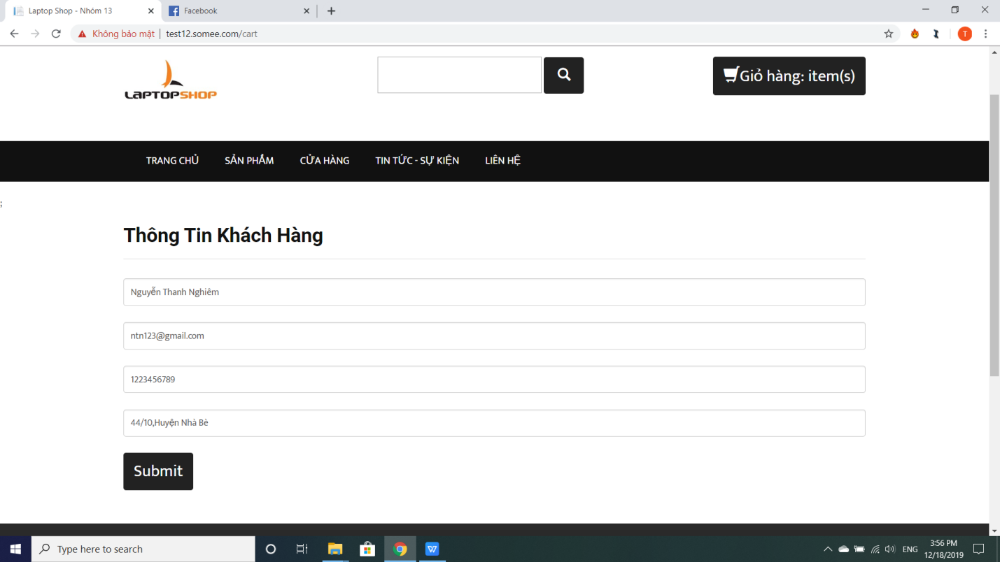 Laptop Shop - Nhóm 13
Facebook
Không bảo mật
test12.somee.com/cart
T
LAPTOPSHOP
Giỏ hàng: item(s)
TRANG CHỦ
SẢN PHẨM
CỬA HÀNG
TIN TỨC - SỰ KIỆN
LIÊN HỆ
;
Thông Tin Khách Hàng
Nguyễn Thanh Nghiêm
ntn123@gmail.com
1223456789
44/10,Huyện Nhà Bè
Submit
Type here to search
W
ENG
3:56 PM
12/18/2019